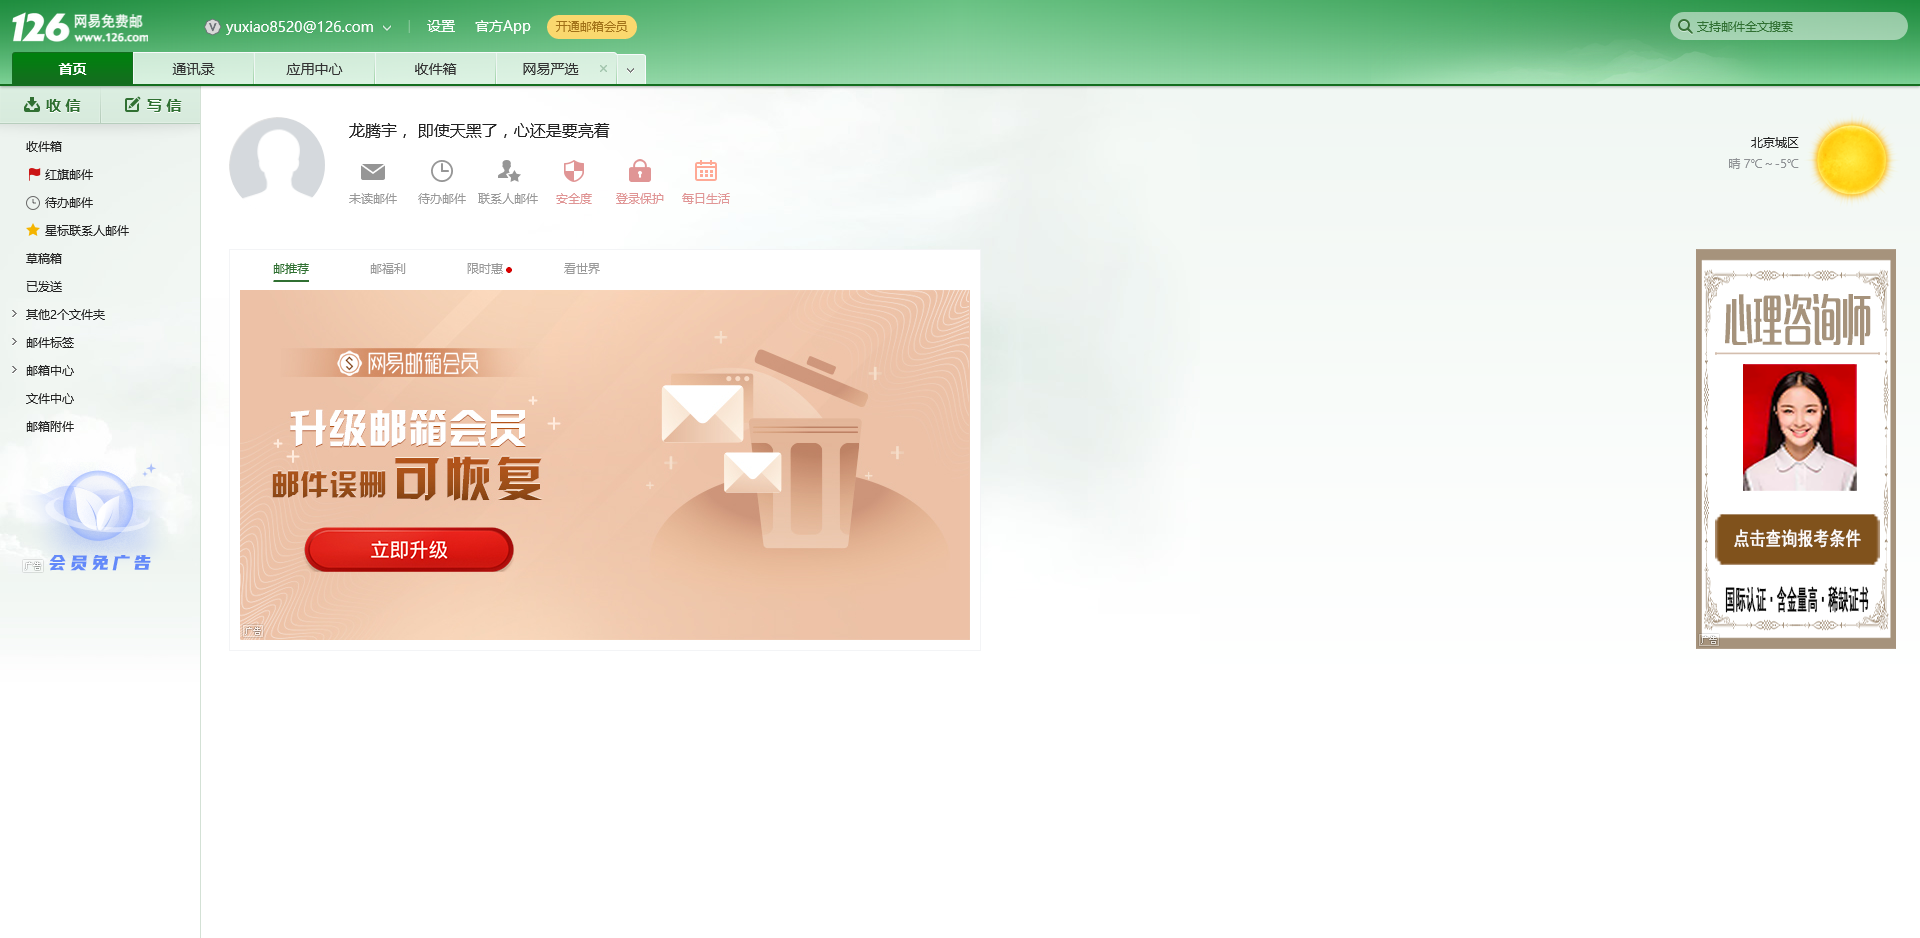 126 网易免费邮
www.126.com
yuxiao8520@126.com
设置
官方App
开通邮箱会员
支持邮件全文搜索
首页
通讯录
应用中心
收件箱
网易严选
收 信
写 信
收件箱
红旗邮件
待办邮件
星标联系人邮件
草稿箱
已发送
其他2个文件夹
邮件标签
邮箱中心
文件中心
邮箱附件
广告
会员免广告
龙腾宇， 即使天黑了，心还是要亮着
未读邮件
待办邮件
联系人邮件
安全度
登录保护
每日生活
北京城区
晴 7℃～-5℃
邮推荐
邮福利
限时惠
看世界
网易邮箱会员
升级邮箱会员
邮件误删可恢复
立即升级
广告
心理咨询师
点击查询报考条件
国际认证·含金量高·稀缺证书
广告